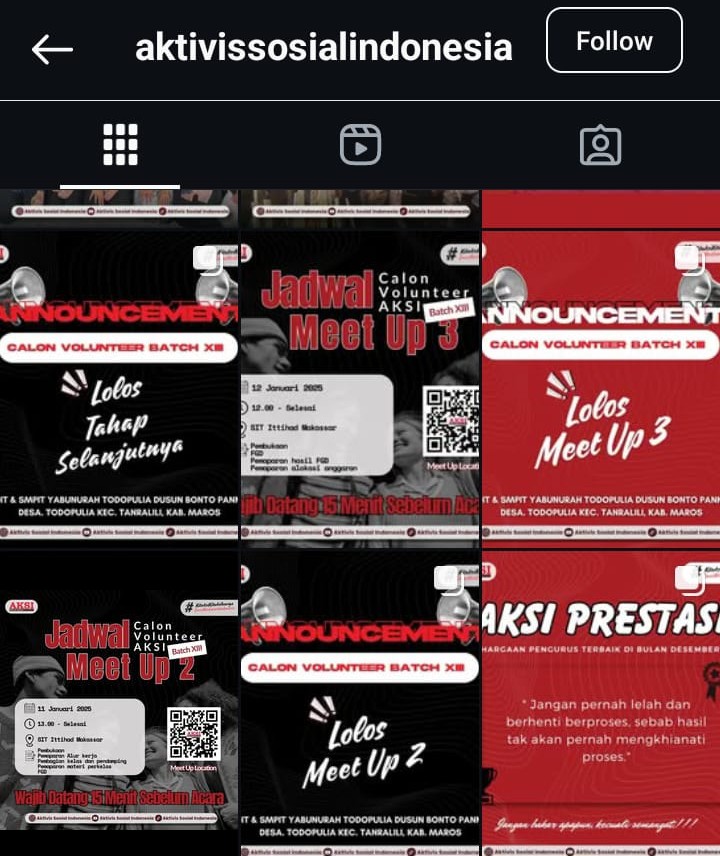 aktivissosialindonesia
Follow
Aktivis Sosial Indonesia Aktivis Sosial Indonesia Aktivis Sosial Indonesia
Aktivis Sosial Indonesia Aktivis Sosial Indonesia Aktivis Sosial Indonesia
ANNOUNCEMENT
CALON VOLUNTEER BATCH XIII
Lolos
Tahap
Selanjutnya
IT & SMPIT YABUNURAH TODOPULIA DUSUN BONTO PAN
DESA. TODOPULIA KEC. TANRALILI, KAB. MAROS
Aktivis Sosial Indonesia Aktivis Sosial Indonesia Aktivis Sosial Indonesia
Jadwal
Calon
Volunteer
AKSI
Batch XIII
Meet Up 3
12 Januari 2025
12.00 - Selesai
SIT Ittihad Makassar
Pembukaan
FGD
Pemaparan hasil FGD
Pemaparan alokasi anggaran
AKSI
Meet Up Locati
ajib Datang 15 Menit Sebelum Aca
Aktivis Sosial Indonesia Aktivis Sosial Indonesia Aktivis Sosial Indonesia
NNOUNCEMENT
CALON VOLUNTEER BATCH XIII
Lolos
Meet Up 3
IT & SMPIT YABUNURAH TODOPULIA DUSUN BONTO PAN
DESA. TODOPULIA KEC. TANRALILI, KAB. MAROS
Aktivis Sosial Indonesia Aktivis Sosial Indonesia Aktivis Sosial Indonesia
AKSI
Jadwal
Calon
Volunteer
AKSI
Batch XIII
Meet Up 2
11 Januari 2025
13.00 - Selesai
SIT Ittihad Makassar
Pembukaan
Pemaparan Alur kerja
Pembagian kelas dan pendamping
Pemaparan materi perkelas
FGD
AKSI
Meet Up Location
Wajib Datang 15 Menit Sebelum Acara
Aktivis Sosial Indonesia Aktivis Sosial Indonesia Aktivis Sosial Indonesia
ANNOUNCEMENT
CALON VOLUNTEER BATCH XIII
Lolos
Meet Up 2
IT & SMPIT YABUNURAH TODOPULIA DUSUN BONTO PAN
DESA. TODOPULIA KEC. TANRALILI, KAB. MAROS
Aktivis Sosial Indonesia Aktivis Sosial Indonesia Aktivis Sosial Indonesia
SI
AKSI PRESTASI
HARGAAN PENGURUS TERBAIK DI BULAN DESEMBER
" Jangan pernah lelah dan
berhenti berproses, sebab hasil
tak akan pernah mengkhianati
proses."
Jangan bakar apapun, kecuali semangat!!!
Aktivis Sosial Indonesia Aktivis Sosial Indonesia Aktivis Sosial Indonesia